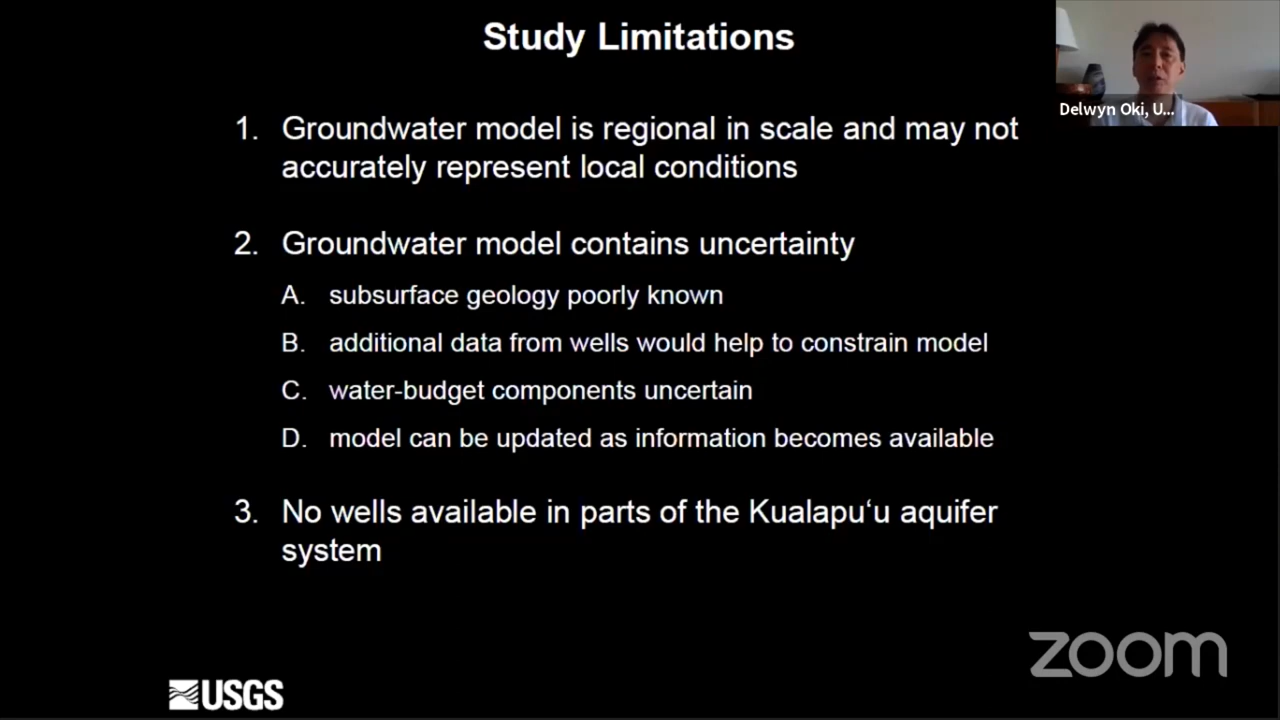 Study Limitations
Delwyn Oki, U...
1. Groundwater model is regional in scale and may not
accurately represent local conditions
2. Groundwater model contains uncertainty
A. subsurface geology poorly known
B. additional data from wells would help to constrain model
C. water-budget components uncertain
D. model can be updated as information becomes available
3. No wells available in parts of the Kualapu‘u aquifer
system
zoom
USGS